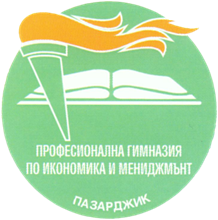 ПРОФЕСИОНАЛНА ГИМНАЗИЯ
ПО ИКОНОМИКА И МЕНИДЖМЪНТ
ПАЗАРДЖИК